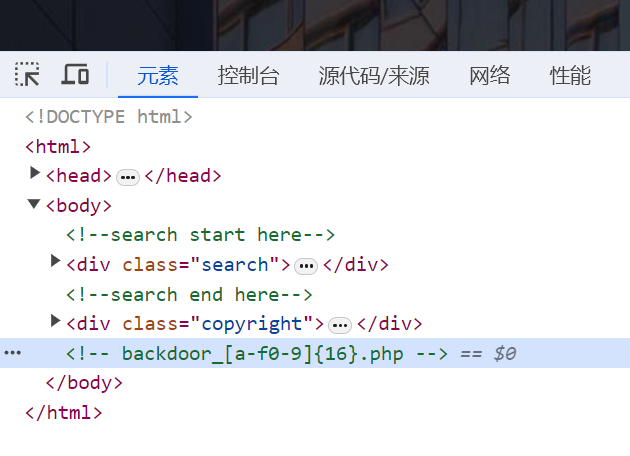 元素 控制台 源代码/来源 网络 性能
<!DOCTYPE html>
<html>
<head>…</head>
<body>
<!--search start here-->
<div class="search">…</div>
<!--search end here-->
<div class="copyright">…</div>
… <!-- backdoor_[a-f0-9]{16}.php --> == $0
</body>
</html>